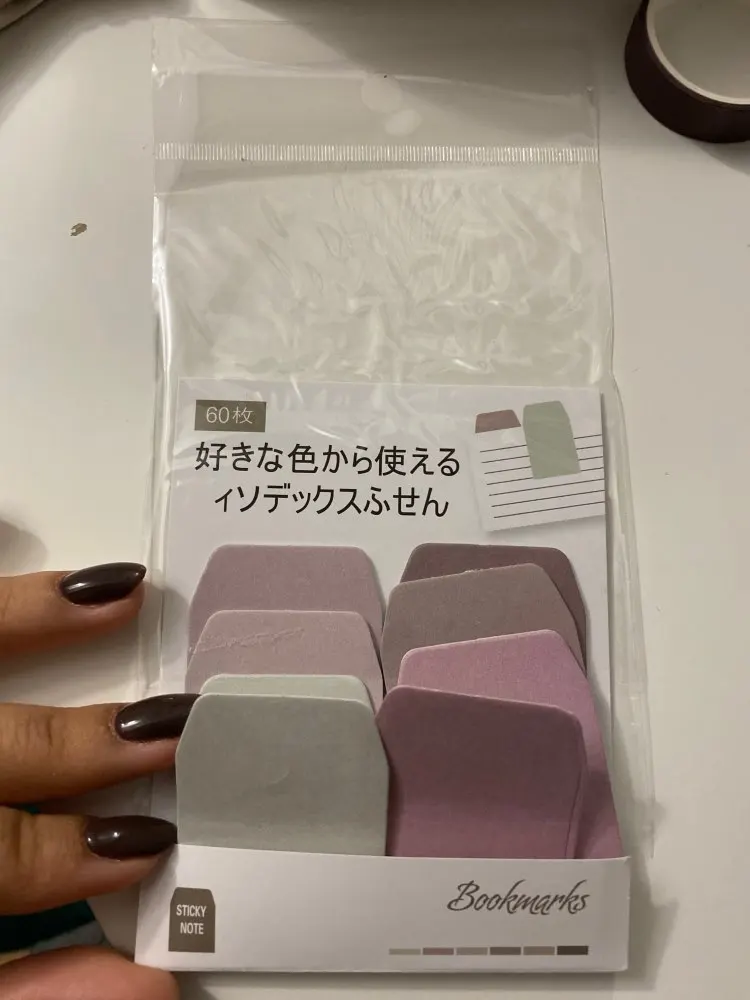 60枚
好きな色から使える
ィソデックスふせん
STICKY
NOTE
Bookmarks